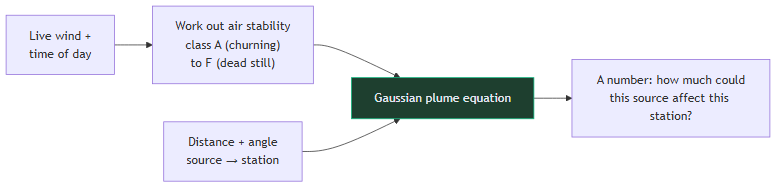 Live wind +
time of day
Work out air stability
class A (churning)
to F (dead still)
Distance + angle
source → station
Gaussian plume equation
A number: how much could
this source affect this
station?